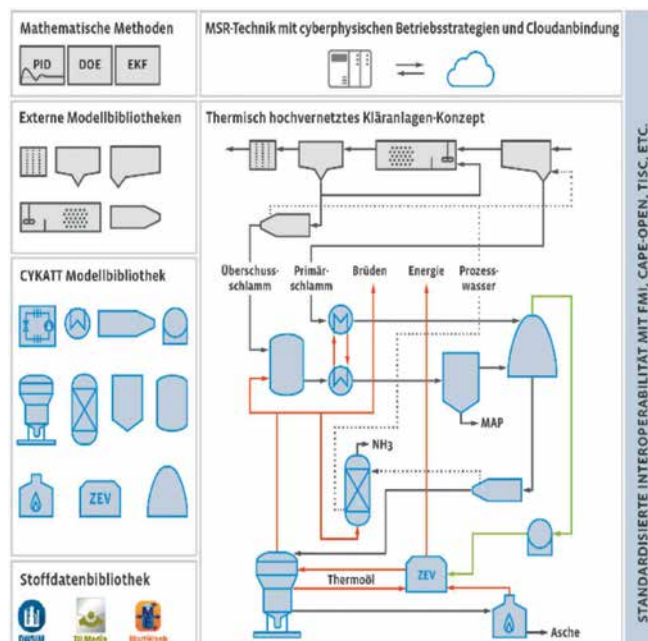 Mathematische Methoden
PID
DOE
EKF
MSR-Technik mit cyberphysischen Betriebsstrategien und Cloudanbindung
Externe Modellbibliotheken
Thermisch hochvernetztes Kläranlagen-Konzept
CYKATT Modellbibliothek
ZEV
Stoffdatenbibliothek
Überschuss-
schlamm
Primär-
schlamm
Brüden
Energie
Prozess-
wasser
MAP
NH3
Thermoöl
ZEV
Asche
STANDARDISIERTE INTEROPERABILITÄT MIT FMI, CAPE-OPEN, TISC, ETC.